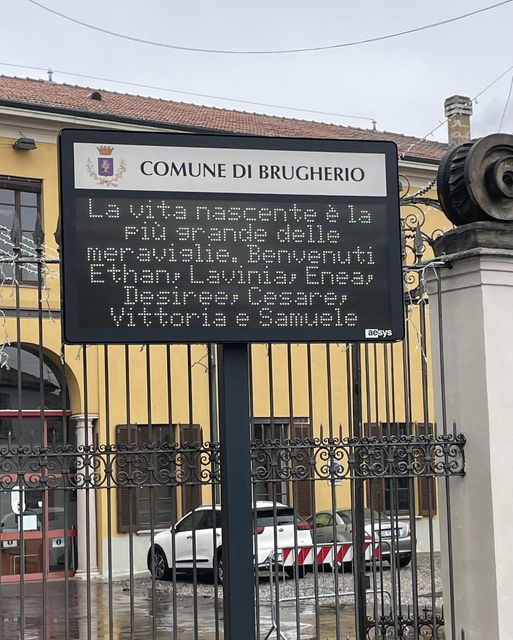 COMUNE DI BRUGHERIO
La vita nascente è la
più grande delle
meraviglie. Benvenuti
Ethan, Lavinia, Enea,
Desiree, Cesare,
Vittoria e Samuele
aesys